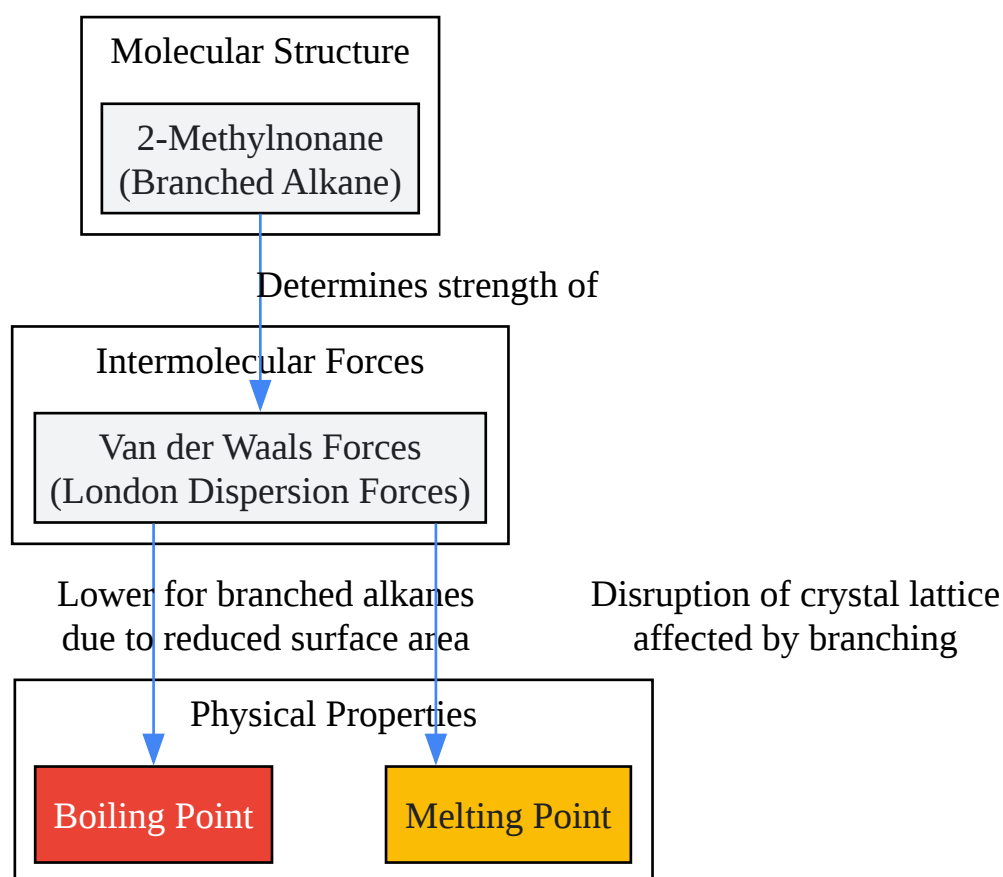 Molecular Structure
2-Methylnonane
(Branched Alkane)
Determines strength of
Intermolecular Forces
Van der Waals Forces
(London Dispersion Forces)
Lower for branched alkanes
due to reduced surface area
Disruption of crystal lattice
affected by branching
Physical Properties
Boiling Point
Melting Point